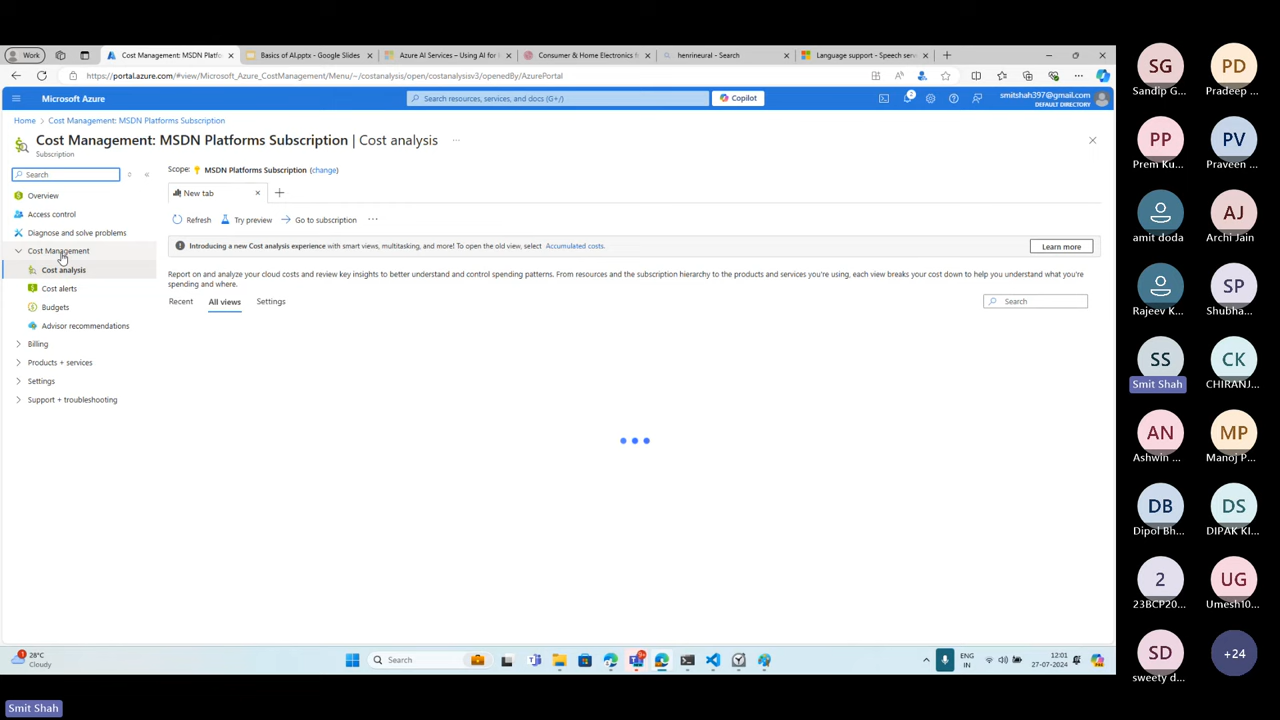 Work
Cost Management: MSDN Platfo
Basics of AI.pptx - Google Slides
Azure AI Services – Using AI for
Consumer & Home Electronics
henrineural - Search
Language support - Speech serv
https://portal.azure.com/#view/Microsoft_Azure_CostManagement/Menu/~/costanalysis/open/costanalysisv3/openedBy/AzurePortal
Microsoft Azure
Search resources, services, and docs (G+/)
Copilot
2
smitshah397@gmail.com
DEFAULT DIRECTORY
Home > Cost Management: MSDN Platforms Subscription
Cost Management: MSDN Platforms Subscription | Cost analysis ...
Subscription
Search
Overview
Access control
Diagnose and solve problems
Cost Management
Cost analysis
Cost alerts
Budgets
Advisor recommendations
Billing
Products + services
Settings
Support + troubleshooting
Scope: MSDN Platforms Subscription (change)
New tab
Refresh
Try preview
Go to subscription
...
Introducing a new Cost analysis experience with smart views, multitasking, and more! To open the old view, select Accumulated costs.
Learn more
Report on and analyze your cloud costs and review key insights to better understand and control spending patterns. From resources and the subscription hierarchy to the products and services you're using, each view breaks your cost down to help you understand what you're
spending and where.
Recent
All views
Settings
Search
28°C
Cloudy
1
Search
ENG
IN
12:01
27-07-2024
SG
Sandip G...
PD
Pradeep ...
PP
Prem Ku...
PV
Praveen ...
amit doda
AJ
Archi Jain
Rajeev K...
SP
Shubha...
SS
Smit Shah
CK
CHIRANJ...
AN
Ashwin ...
MP
Manoj P...
DB
Dipol Bh...
DS
DIPAK KI...
2
23BCP20...
UG
Umesh10...
SD
sweety d...
+24
Smit Shah